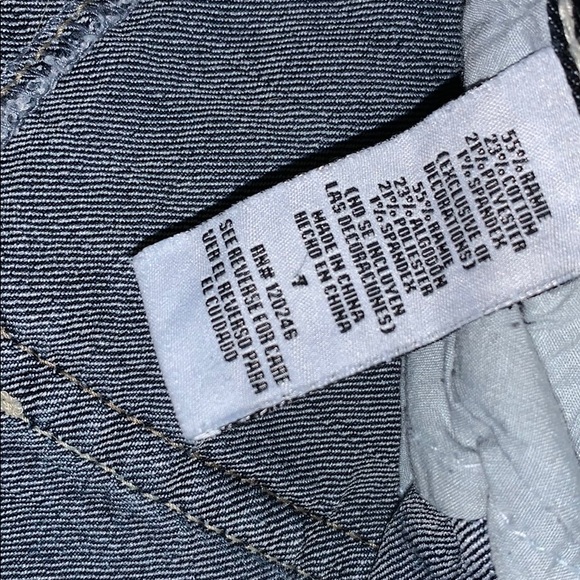 55% RAMIE
23% COTTON
21% POLYESTER
1% SPANDEX
(EXCLUSIVE OF
DECORATIONS)
55% RAME
23% ALGODÓN
21% POLIESTER
1% SPANDEX
(NO SE INCLUYEN
LAS DECORACIONES)
MADE IN CHINA
HECHO EN CHINA
7
RN# 120246
SEE REVERSE FOR CARE
VER EL REVERSO PARA
EL CUIDADO